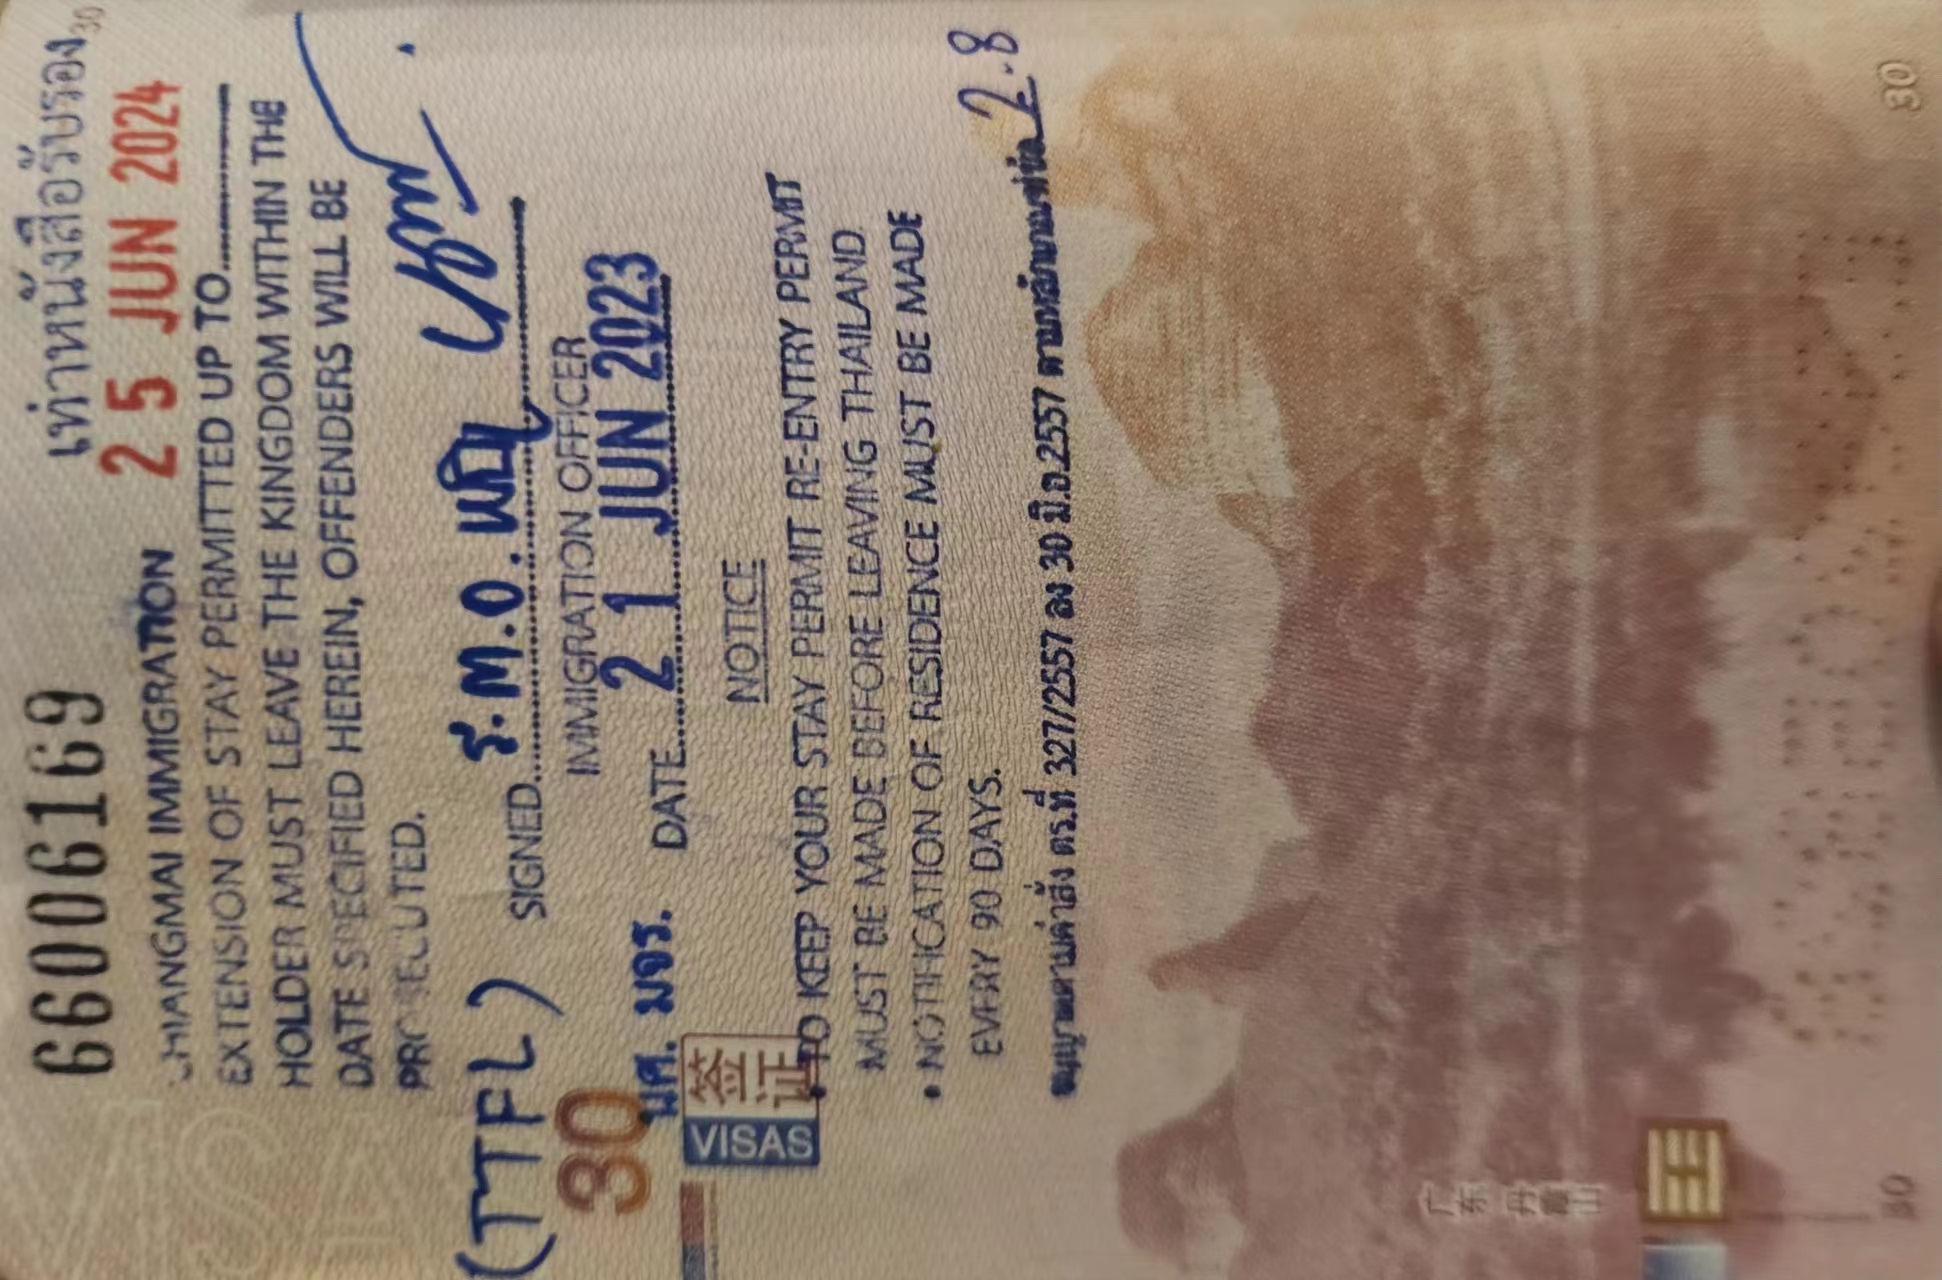 30
66006169
เท่าหนังสือรับรอง
CHIANGMAI IMMIGRATION 25 JUN 2024
EXTENSION OF STAY PERMITTED UP TO..........
HOLDER MUST LEAVE THE KINGDOM WITHIN THE
DATE SPECIFIED HEREIN, OFFENDERS WILL BE
PROSECUTED.
(TTFL)
SIGNED.......... ร.ต.อ.
IMMIGRATION OFFICER
30
นศ. มจร.
DATE.....21 JUN 2023
VISAS 签证
NOTICE
• TO KEEP YOUR STAY PERMIT RE-ENTRY PERMIT
MUST BE MADE BEFORE LEAVING THAILAND.
• NOTIFICATION OF RESIDENCE MUST BE MADE
EVERY 90 DAYS.
อนุญาตตามคำสั่ง ตร.ที่ 327/2557 ลง 30 มิ.ย.2557 ตามหลักเกณฑ์ข้อ 2.8
广东 丹霞山
30
30